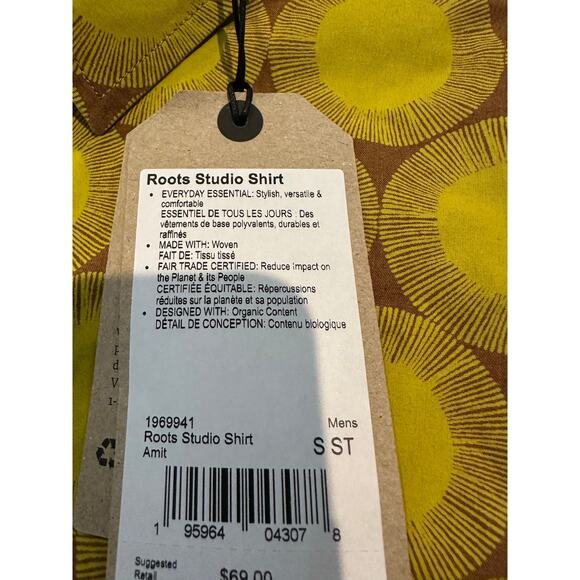 Roots Studio Shirt
• EVERYDAY ESSENTIAL: Stylish, versatile &
comfortable
ESSENTIEL DE TOUS LES JOURS : Des
vêtements de base polyvalents, durables et
raffinés
• MADE WITH: Woven
FAIT DE: Tissu tissé
• FAIR TRADE CERTIFIED: Reduce impact on
the Planet & its People
CERTIFIÉE ÉQUITABLE: Répercussions
réduites sur la planète et sa population
• DESIGNED WITH: Organic Content
DÉTAIL DE CONCEPTION: Contenu biologique
1969941 Mens
Roots Studio Shirt S ST
Amit
1 95964 04307 8
Suggested
Retail $69.00